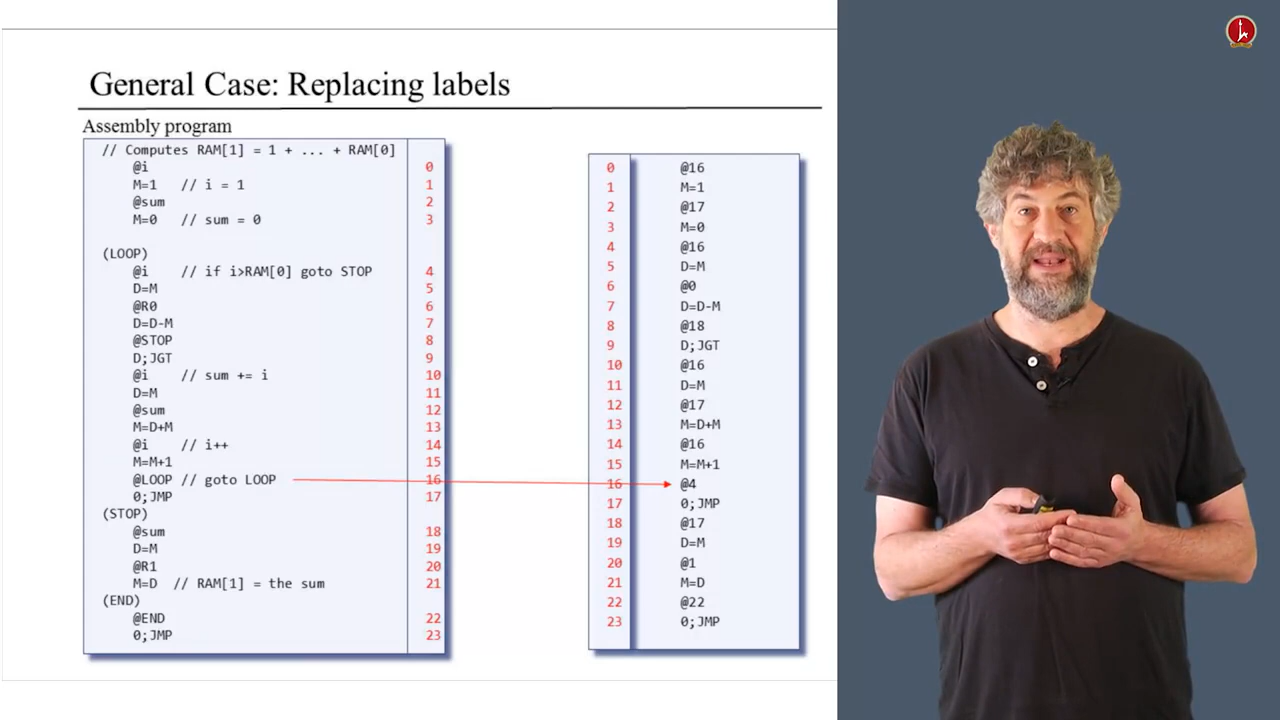 General Case: Replacing labels
Assembly program
// Computes RAM[1] = 1 + ... + RAM[0]
@i 0
M=1 // i = 1 1
@sum 2
M=0 // sum = 0 3
(LOOP)
@i // if i>RAM[0] goto STOP 4
D=M 5
@R0 6
D=D-M 7
@STOP 8
D;JGT 9
@i // sum += i 10
D=M 11
@sum 12
M=D+M 13
@i // i++ 14
M=M+1 15
@LOOP // goto LOOP 16
0;JMP 17
(STOP)
@sum 18
D=M 19
@R1 20
M=D // RAM[1] = the sum 21
(END)
@END 22
0;JMP 23
0 @16
1 M=1
2 @17
3 M=0
4 @16
5 D=M
6 @0
7 D=D-M
8 @18
9 D;JGT
10 @16
11 D=M
12 @17
13 M=D+M
14 @16
15 M=M+1
16 @4
17 0;JMP
18 @17
19 D=M
20 @1
21 M=D
22 @22
23 0;JMP